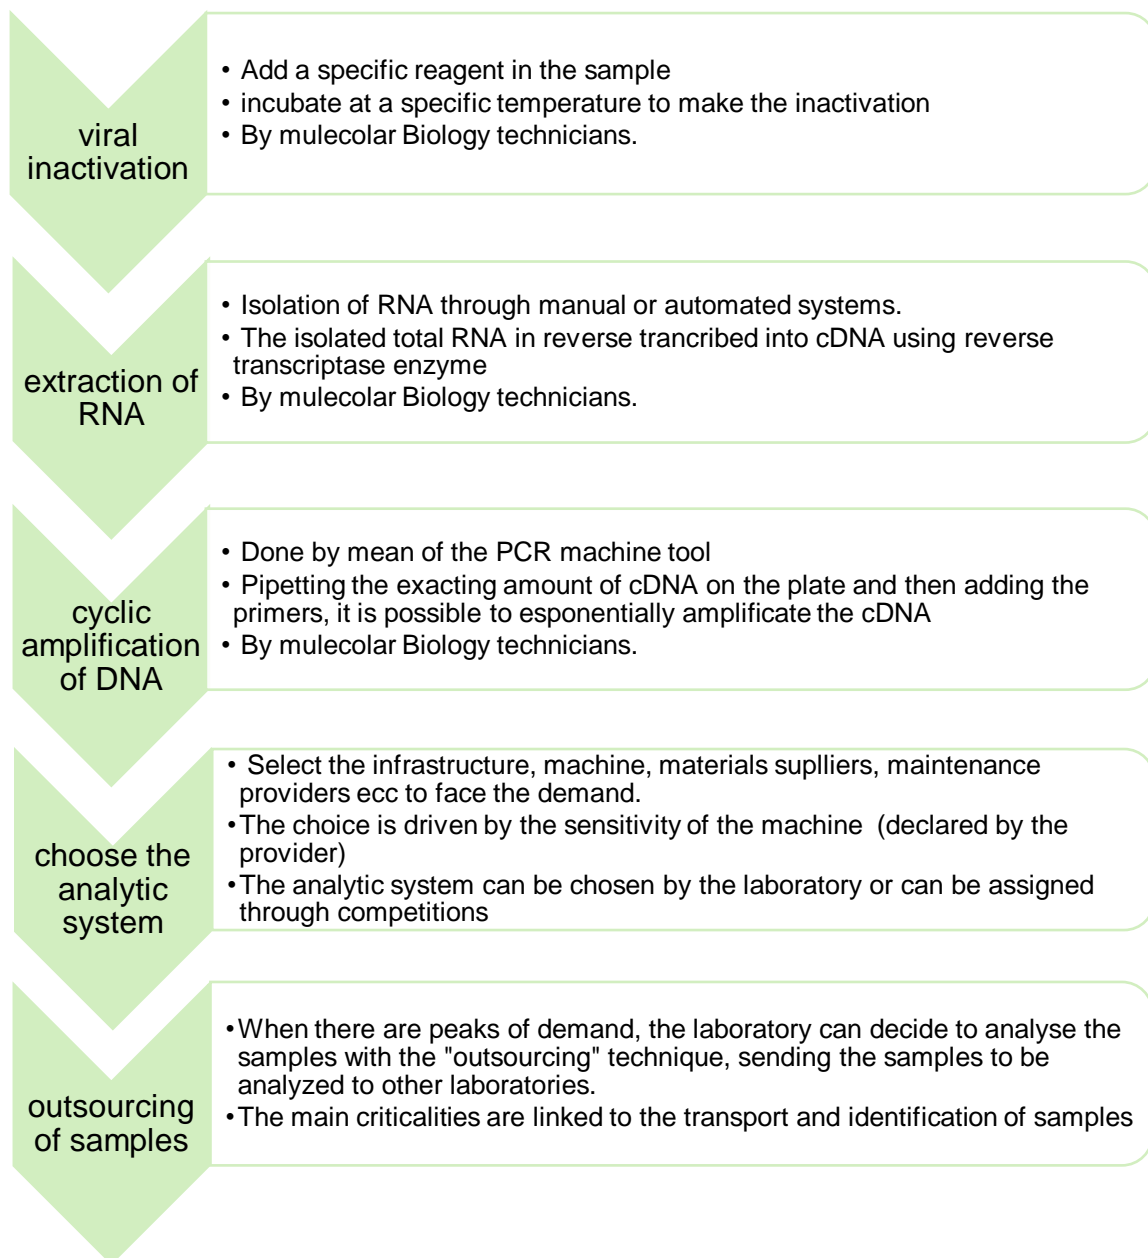 viral
inactivation
• Add a specific reagent in the sample
• incubate at a specific temperature to make the inactivation
• By mulecolar Biology technicians.
extraction of
RNA
• Isolation of RNA through manual or automated systems.
• The isolated total RNA in reverse trancribed into cDNA using reverse
transcriptase enzyme
• By mulecolar Biology technicians.
cyclic
amplification
of DNA
• Done by mean of the PCR machine tool
• Pipetting the exacting amount of cDNA on the plate and then adding the
primers, it is possible to esponentially amplificate the cDNA
• By mulecolar Biology technicians.
choose the
analytic
system
• Select the infrastructure, machine, materials suplliers, maintenance
providers ecc to face the demand.
•The choice is driven by the sensitivity of the machine (declared by the
provider)
•The analytic system can be chosen by the laboratory or can be assigned
through competitions
outsourcing
of samples
•When there are peaks of demand, the laboratory can decide to analyse the
samples with the "outsourcing" technique, sending the samples to be
analyzed to other laboratories.
•The main criticalities are linked to the transport and identification of samples